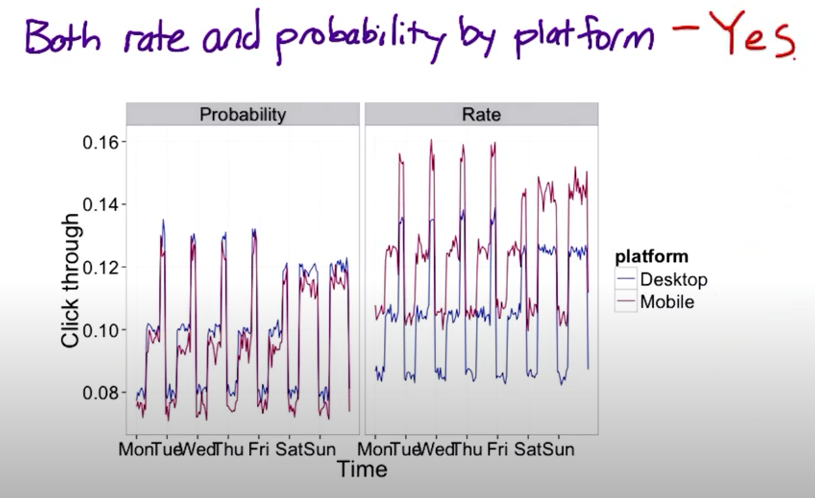 Both rate and probability by platform - Yes.
Probability Rate
0.16
0.14
0.12
0.10
0.08
Click through
MonTueWedThu Fri SatSun MonTueWedThu Fri SatSun
Time
platform
Desktop
Mobile